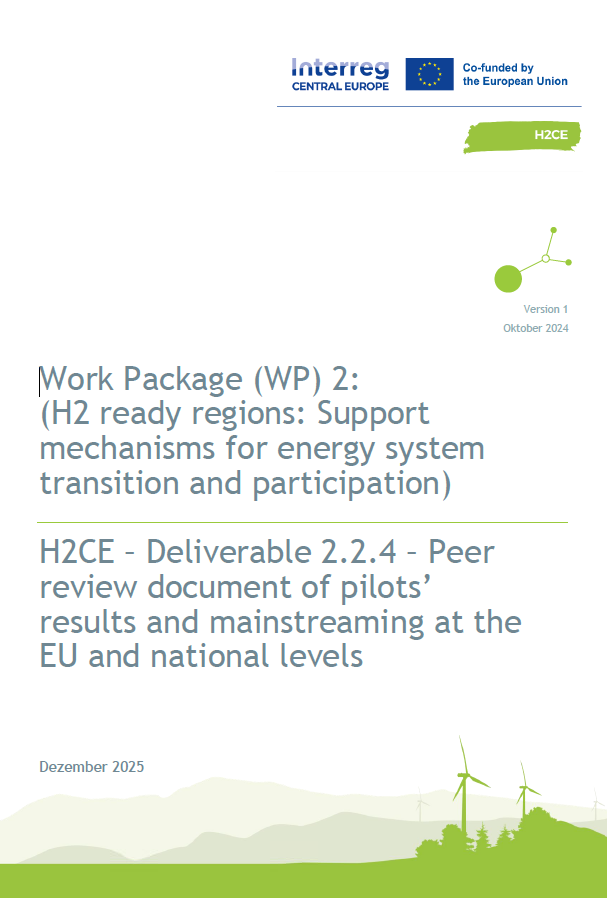 Interreg
CENTRAL EUROPE
Co-funded by
the European Union
H2CE
Version 1
Oktober 2024
Work Package (WP) 2:
(H2 ready regions: Support
mechanisms for energy system
transition and participation)
H2CE – Deliverable 2.2.4 – Peer
review document of pilots’
results and mainstreaming at the
EU and national levels
Dezember 2025